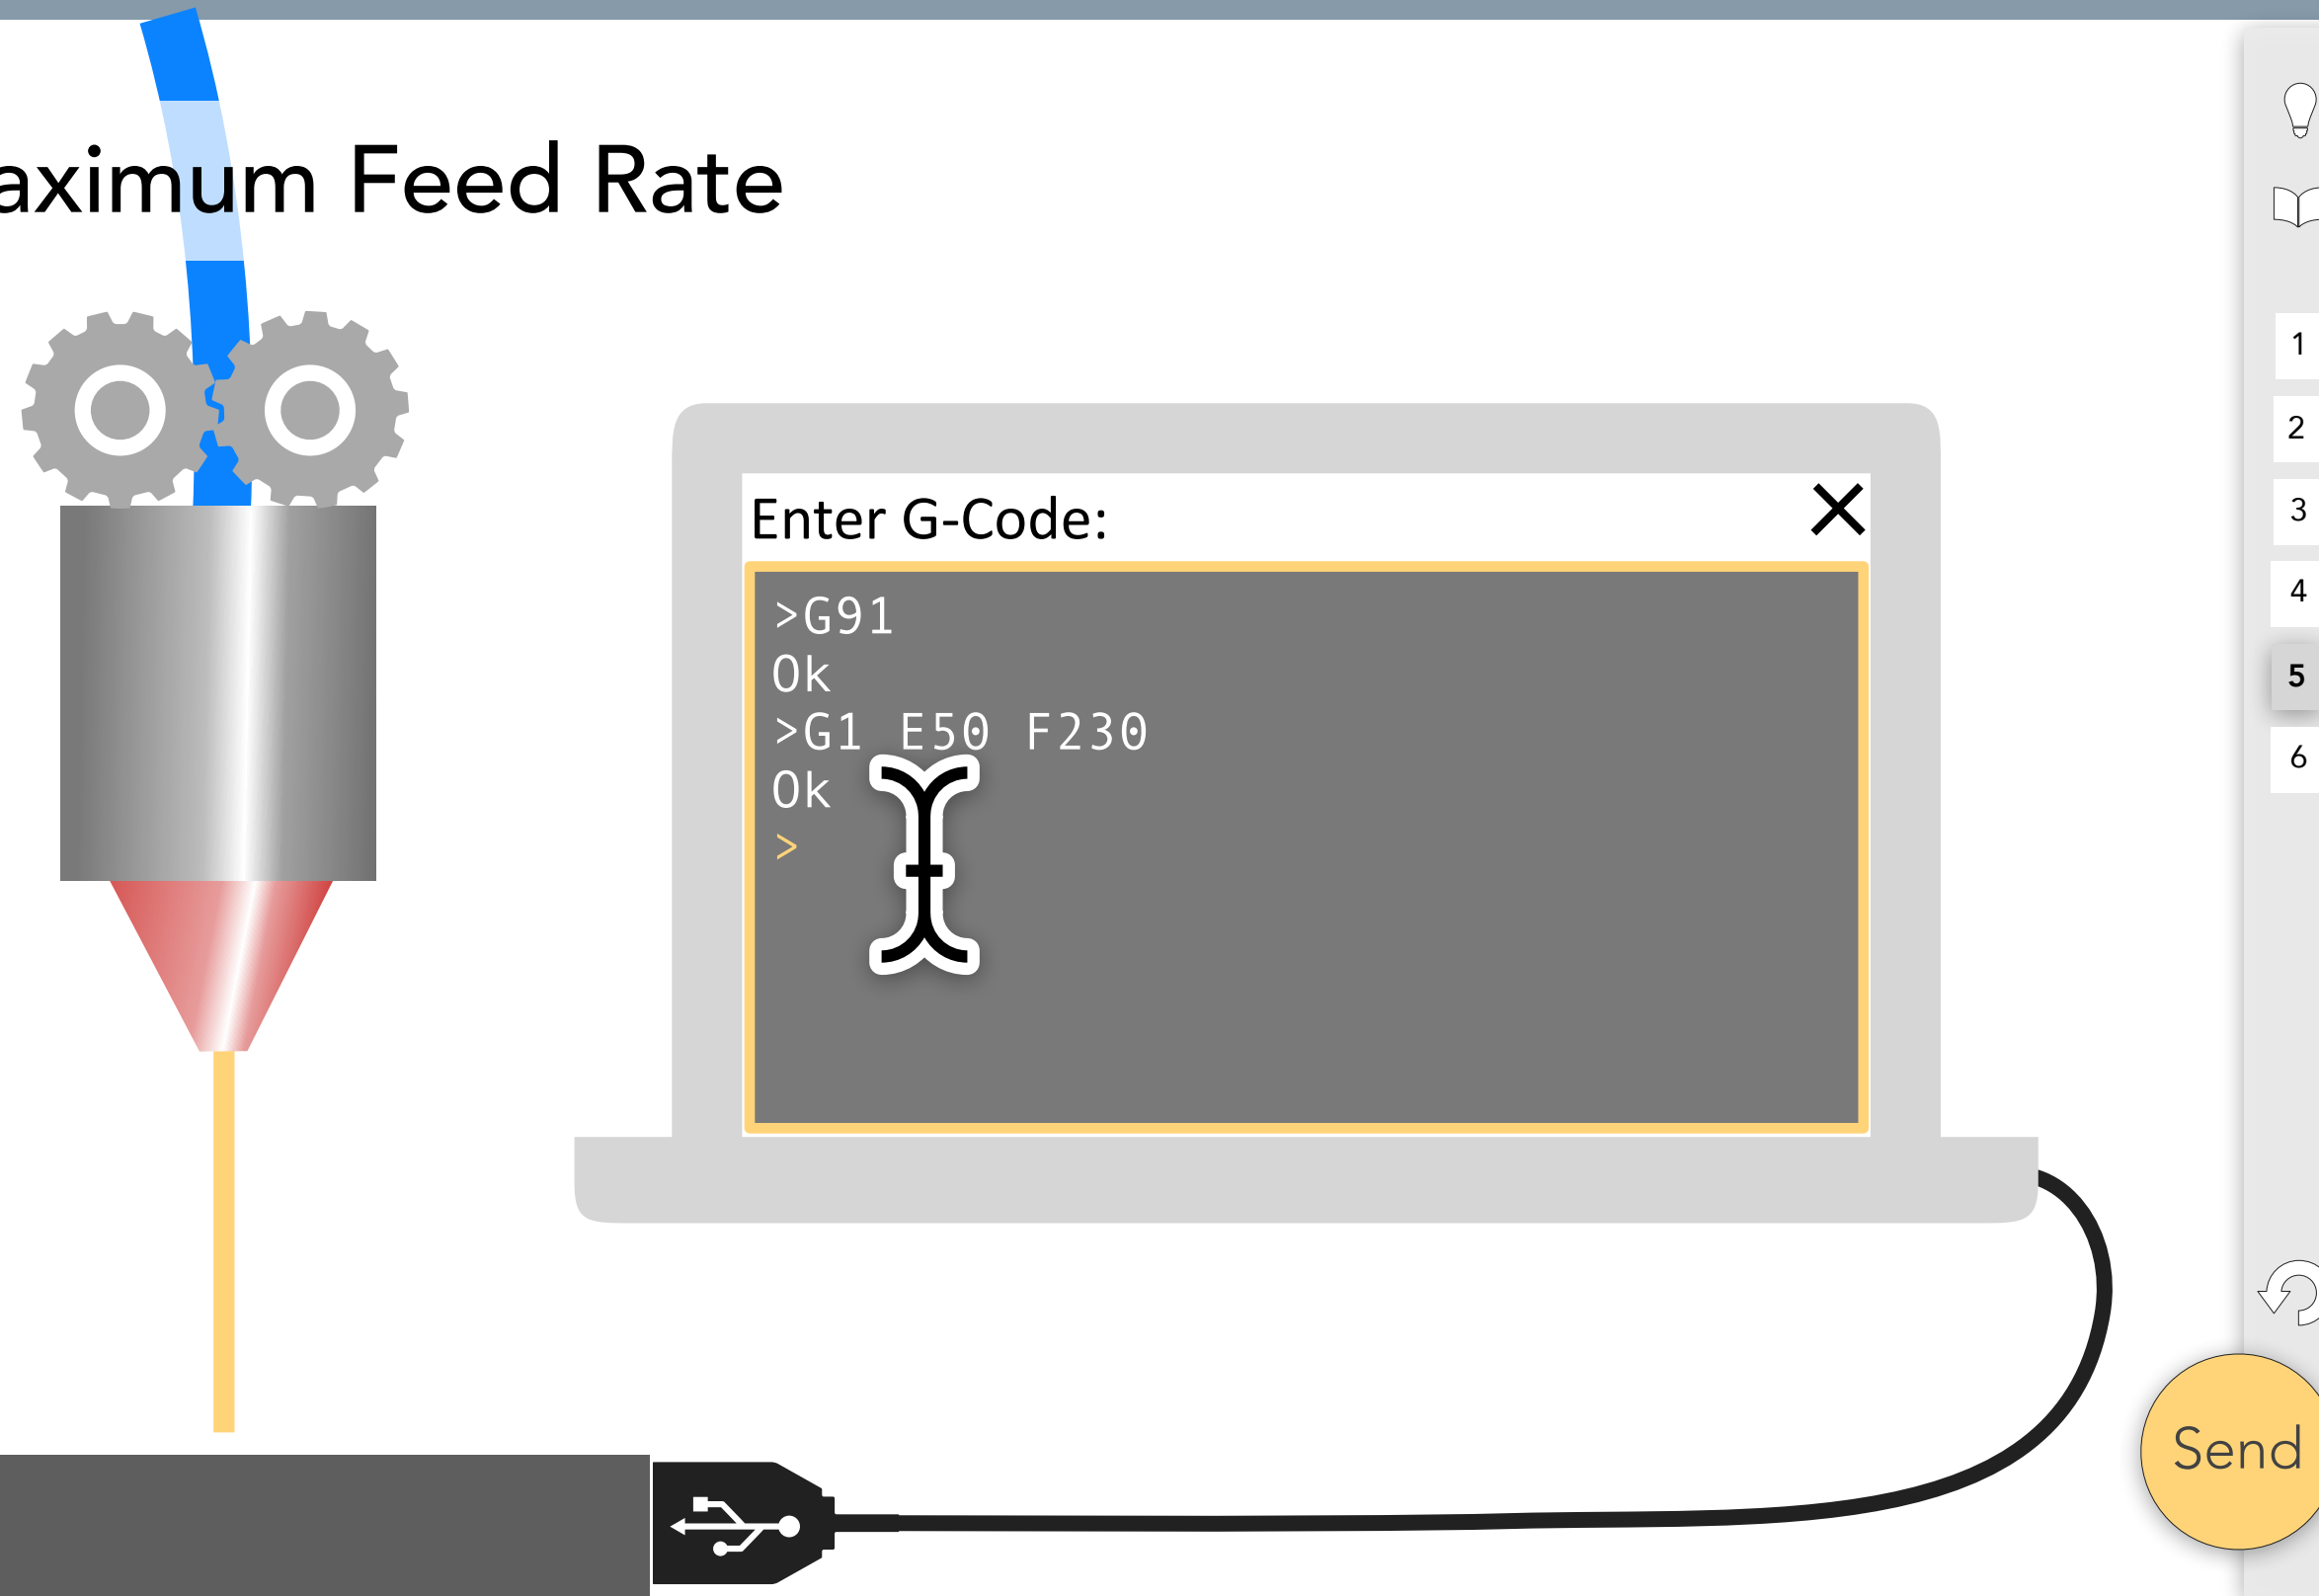 aximum Feed Rate
Enter G-Code:
>G91
Ok
>G1 E50 F230
Ok
>
1
2
3
4
5
6
Send